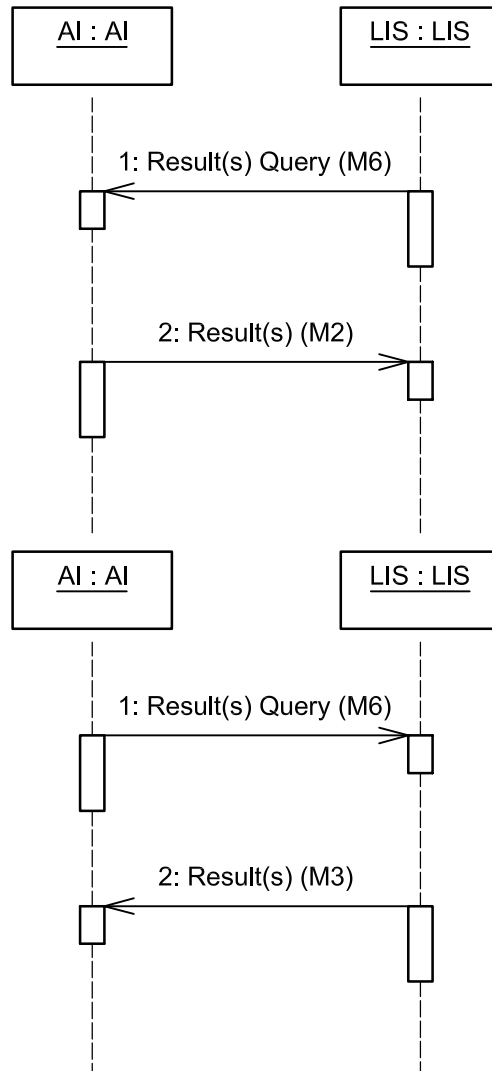 AI : AI
LIS : LIS
1: Result(s) Query (M6)
2: Result(s) (M2)
AI : AI
LIS : LIS
1: Result(s) Query (M6)
2: Result(s) (M3)